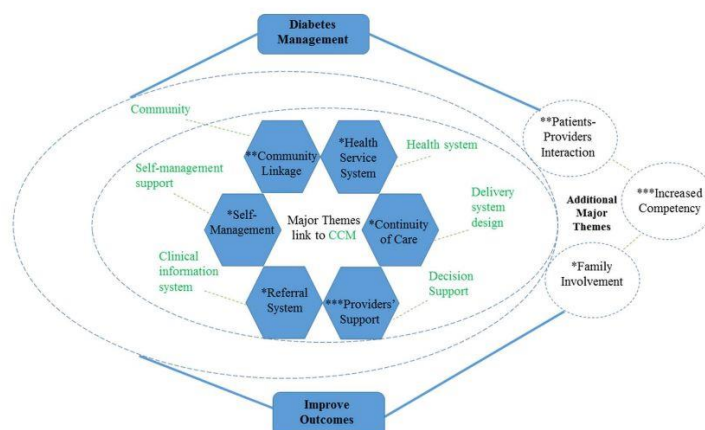 Diabetes
Management
Community
**Community
Linkage
*Health
Service
System
Health system
Self-management
support
*Self-
Management
Major Themes
link to CCM
*Continuity
of Care
Delivery
system
design
Clinical
information
system
*Referral
System
***Providers'
Support
Decision
Support
**Patients-
Providers
Interaction
***Increased
Competency
Additional
Major
Themes
*Family
Involvement
Improve
Outcomes